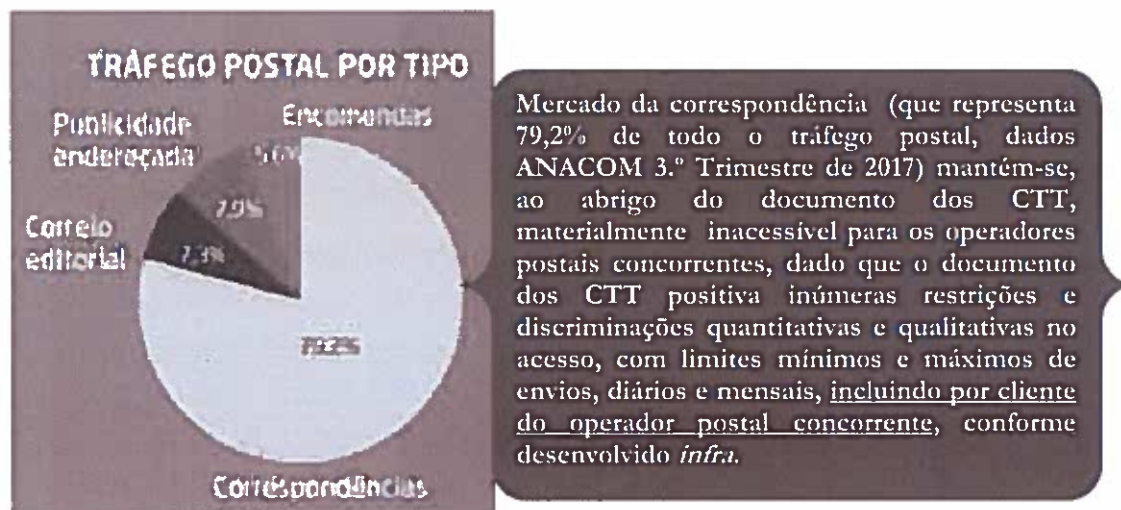 TRÁFEGO POSTAL POR TIPO
Encomendas
Publicidade
endereçada
5.6%
7.9%
Correio
editorial
7.3%
Correspondências
Mercado da correspondência (que representa
79,2% de todo o tráfego postal, dados
ANACOM 3.º Trimestre de 2017) mantém-se,
ao abrigo do documento dos CTT,
materialmente inacessível para os operadores
postais concorrentes, dado que o documento
dos CTT positiva inúmeras restrições e
discriminações quantitativas e qualitativas no
acesso, com limites mínimos e máximos de
envios, diários e mensais, incluindo por cliente
do operador postal concorrente, conforme
desenvolvido infra.